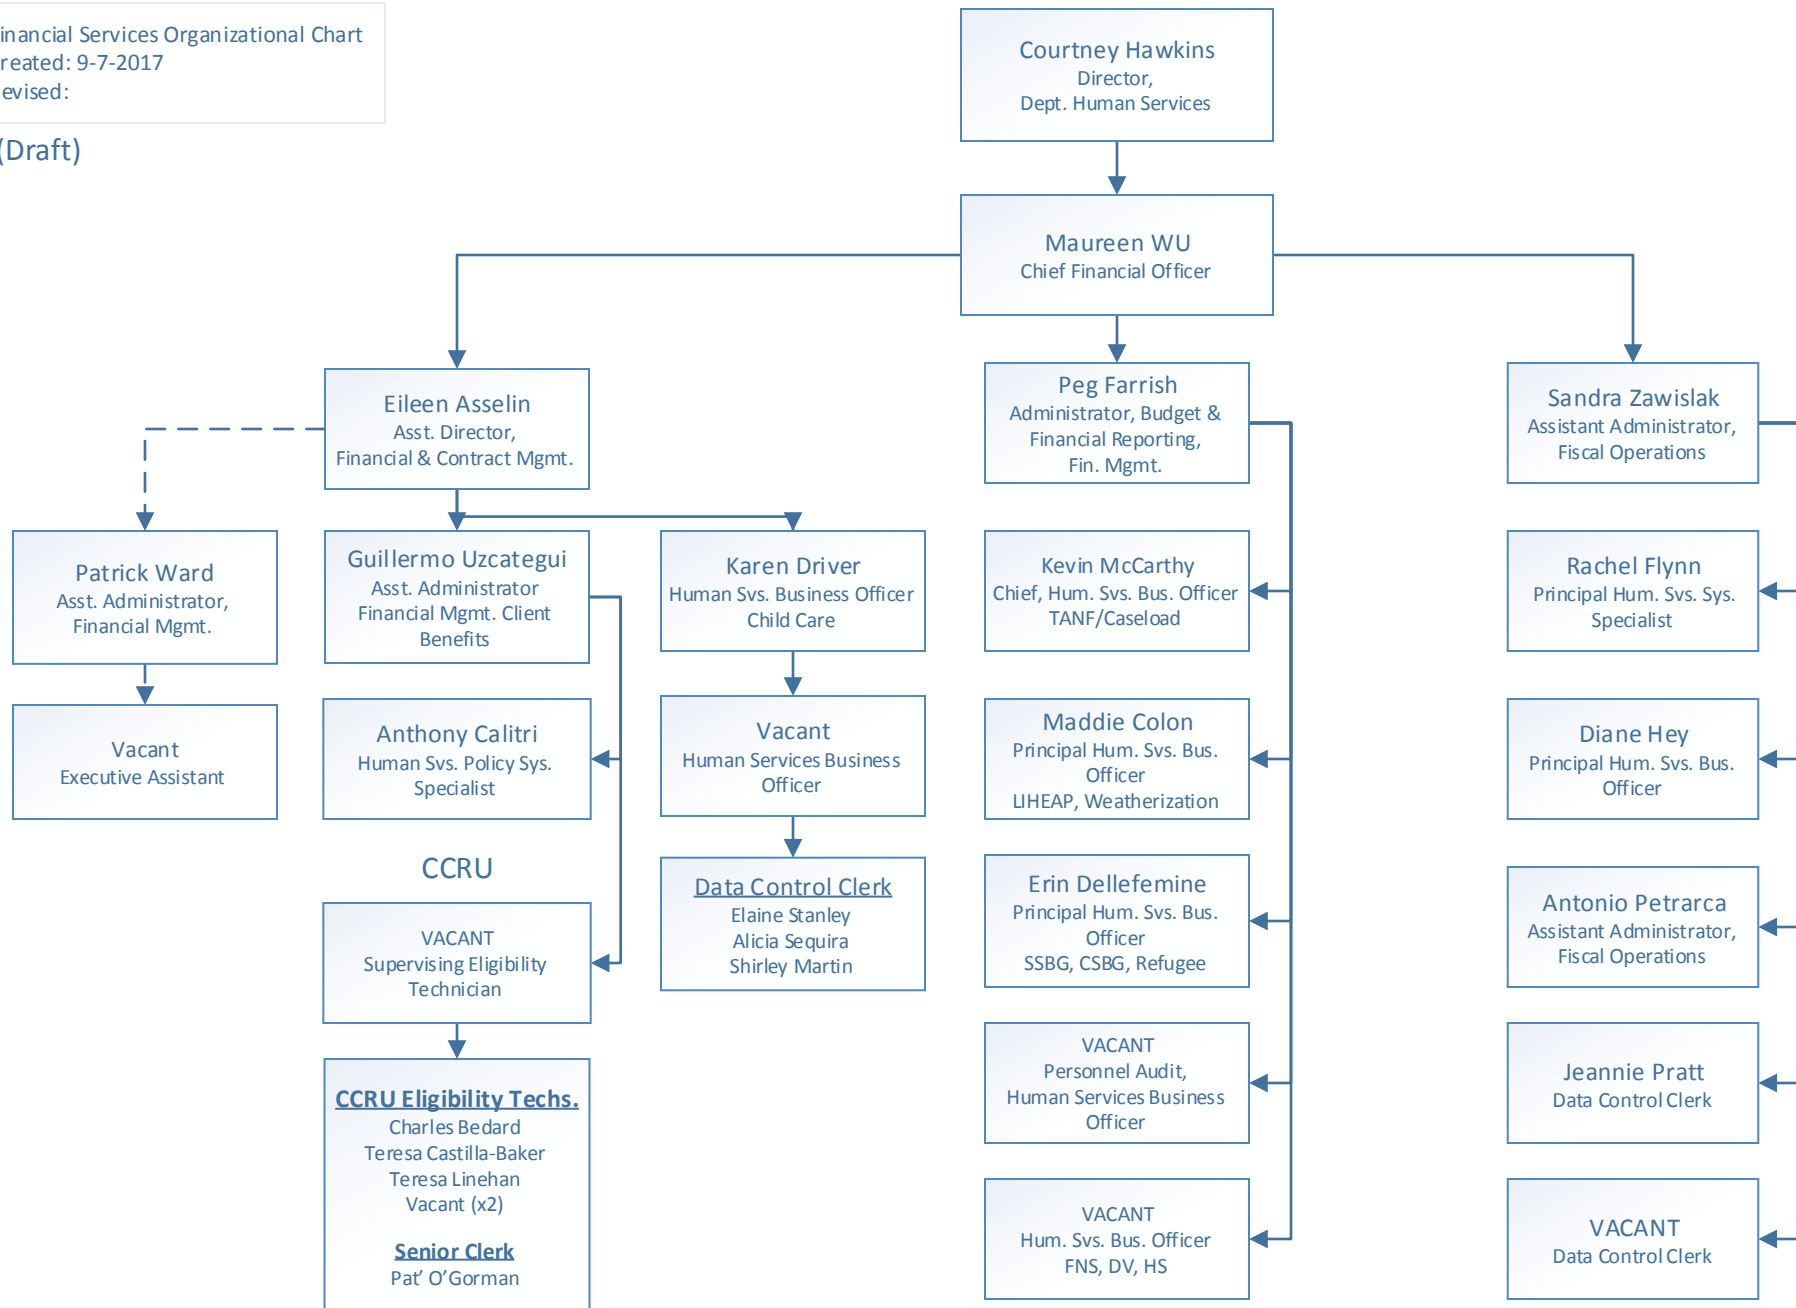 inancial Services Organizational Chart
reated: 9-7-2017
evised:
(Draft)
Courtney Hawkins
Director,
Dept. Human Services
Maureen WU
Chief Financial Officer
Eileen Asselin
Asst. Director,
Financial & Contract Mgmt.
Peg Farrish
Administrator, Budget &
Financial Reporting,
Fin. Mgmt.
Sandra Zawislak
Assistant Administrator,
Fiscal Operations
Patrick Ward
Asst. Administrator,
Financial Mgmt.
Guillermo Uzcategui
Asst. Administrator
Financial Mgmt. Client
Benefits
Karen Driver
Human Svs. Business Officer
Child Care
Kevin McCarthy
Chief, Hum. Svs. Bus. Officer
TANF/Caseload
Rachel Flynn
Principal Hum. Svs. Sys.
Specialist
Vacant
Executive Assistant
Anthony Calitri
Human Svs. Policy Sys.
Specialist
Vacant
Human Services Business
Officer
Maddie Colon
Principal Hum. Svs. Bus.
Officer
LIHEAP, Weatherization
Diane Hey
Principal Hum. Svs. Bus.
Officer
CCRU
VACANT
Supervising Eligibility
Technician
Data Control Clerk
Elaine Stanley
Alicia Sequira
Shirley Martin
Erin Dellefemine
Principal Hum. Svs. Bus.
Officer
SSBG, CSBG, Refugee
Antonio Petrarca
Assistant Administrator,
Fiscal Operations
CCRU Eligibility Techs.
Charles Bedard
Teresa Castilla-Baker
Teresa Linehan
Vacant (x2)
Senior Clerk
Pat’ O’Gorman
VACANT
Personnel Audit,
Human Services Business
Officer
Jeannie Pratt
Data Control Clerk
VACANT
Hum. Svs. Bus. Officer
FNS, DV, HS
VACANT
Data Control Clerk